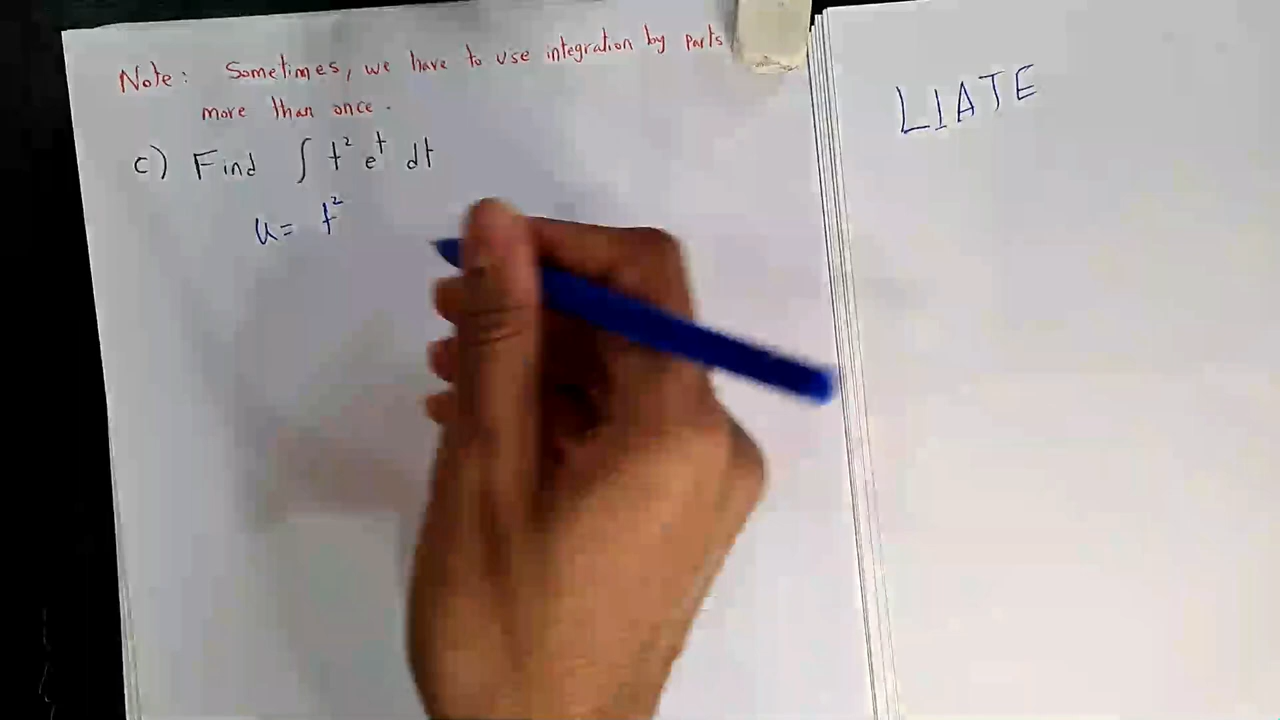 Note: Sometimes, we have to use integration by parts
more than once.
c) Find ∫ t² eᵗ dt
u = t²
LIATE